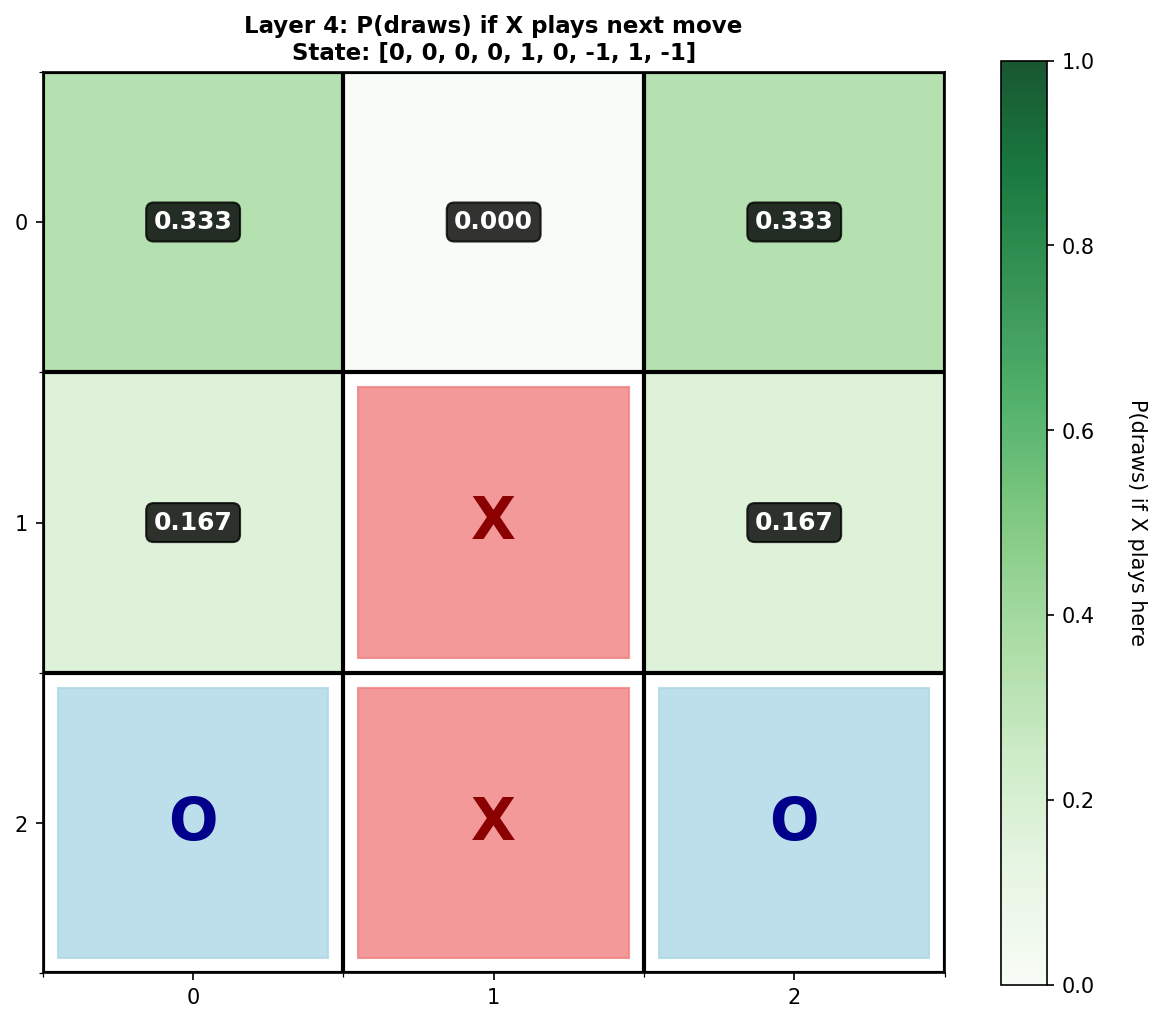 Layer 4: P(draws) if X plays next move
State: [0, 0, 0, 0, 1, 0, -1, 1, -1]
0.333 0.000 0.333
0.167 X 0.167
O X O
0
1
2
0 1 2
1.0
0.8
0.6
0.4
0.2
0.0
P(draws) if X plays here